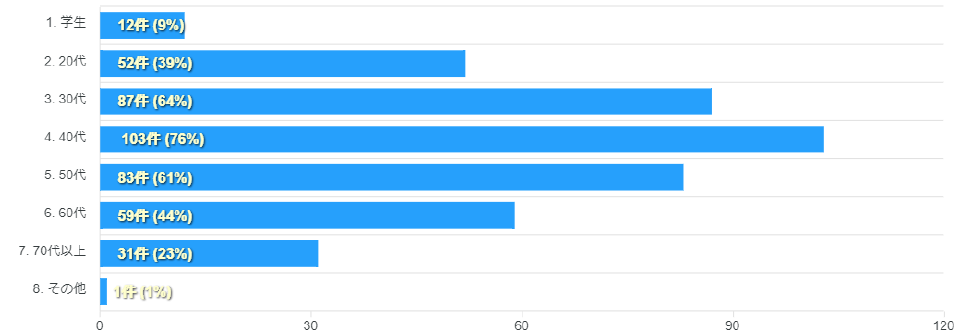 1. 学生 12件 (9%)
2. 20代 52件 (39%)
3. 30代 87件 (64%)
4. 40代 103件 (76%)
5. 50代 83件 (61%)
6. 60代 59件 (44%)
7. 70代以上 31件 (23%)
8. その他 1件 (1%)
0 30 60 90 120